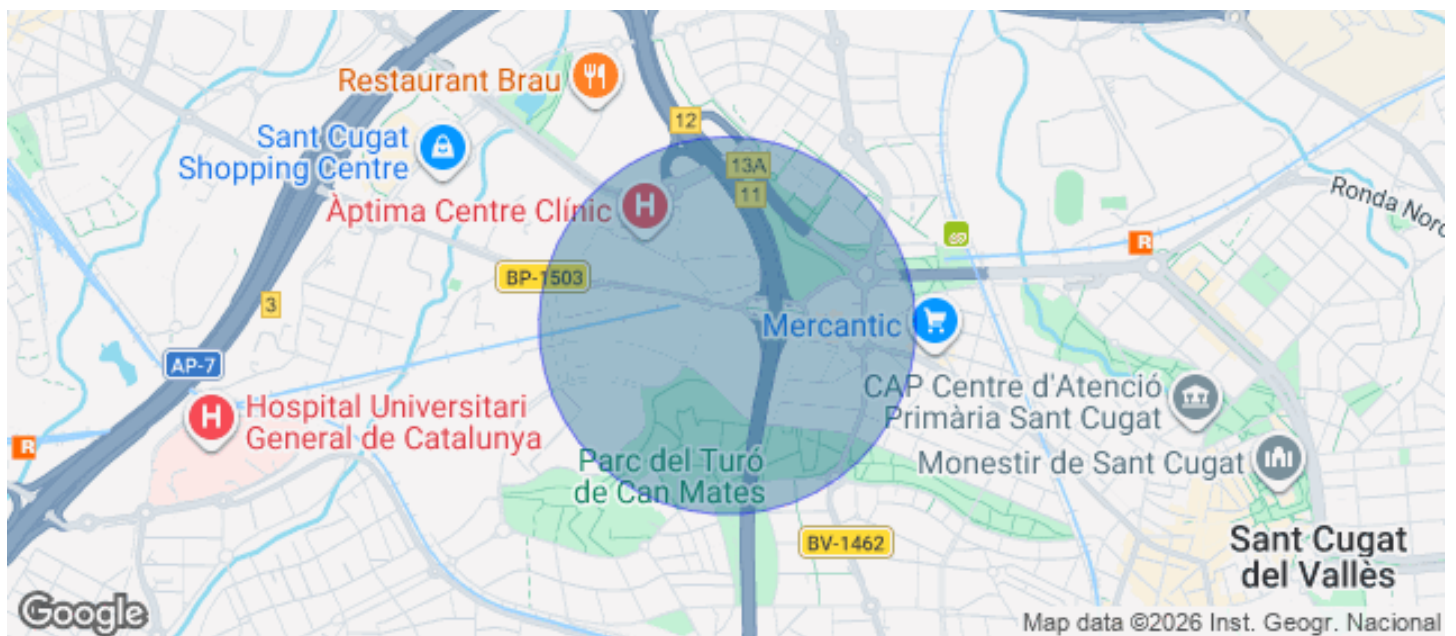 Restaurant Brau
12
Sant Cugat
Shopping Centre
13A
11
Àptima Centre Clínic
H
Ronda Nord
R
BP-1503
3
Mercantic
AP-7
H
Hospital Universitari
General de Catalunya
R
CAP Centre d'Atenció
Primària Sant Cugat
Parc del Turó
de Can Mates
Monestir de Sant Cugat
BV-1462
Sant Cugat
del Vallès
Google
Map data ©2026 Inst. Geogr. Nacional